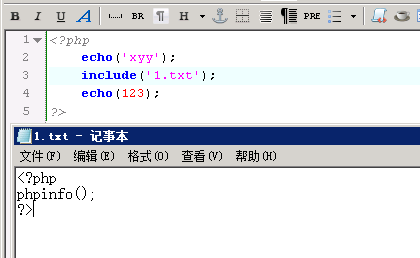 B I U A BR ¶ H PRE
1 <?php
2 echo('xyy');
3 include('1.txt');
4 echo(123);
5 ?>
1.txt - 记事本
文件(F) 编辑(E) 格式(O) 查看(V) 帮助(H)
<?php
phpinfo();
?>